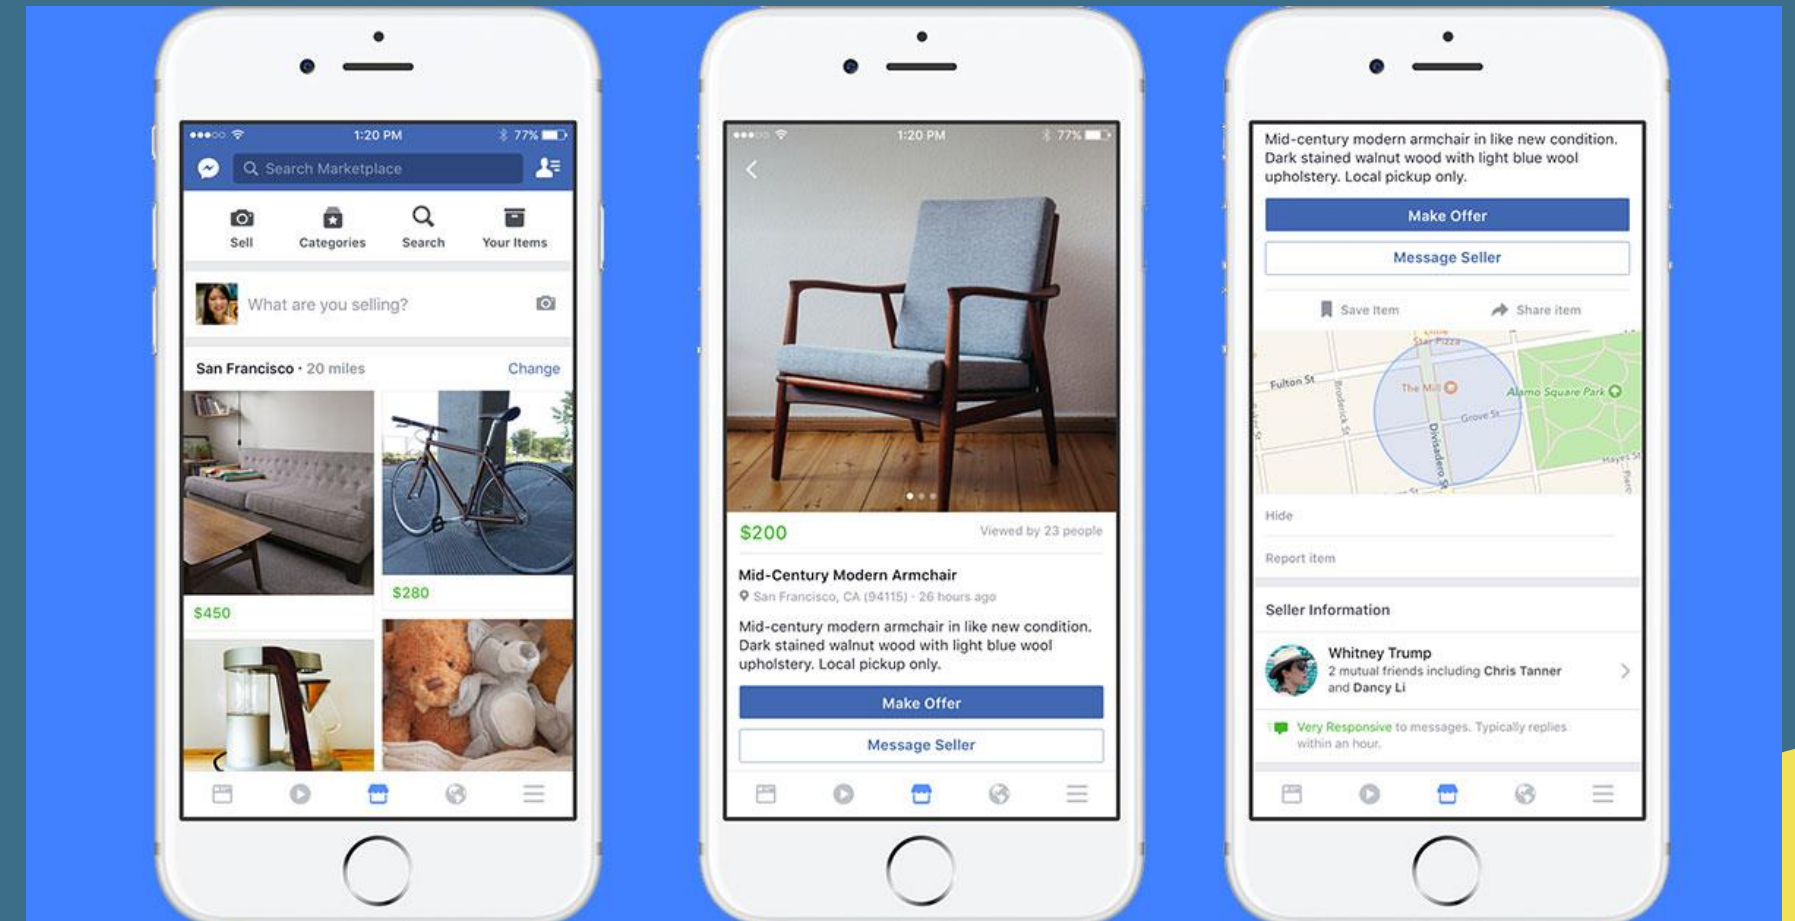 1:20 PM
77%
Search Marketplace
Sell
Categories
Search
Your Items
What are you selling?
San Francisco · 20 miles
Change
$450
$280
1:20 PM
77%
$200
Viewed by 23 people
Mid-Century Modern Armchair
San Francisco, CA (94115) · 26 hours ago
Mid-century modern armchair in like new condition.
Dark stained walnut wood with light blue wool
upholstery. Local pickup only.
Make Offer
Message Seller
Mid-century modern armchair in like new condition.
Dark stained walnut wood with light blue wool
upholstery. Local pickup only.
Make Offer
Message Seller
Save Item
Share item
Star Pizza
Fulton St
The Mill
Alamo Square Park
Broderick St
Grove St
Divisadero St
Hayes St
Hide
Report item
Seller Information
Whitney Trump
2 mutual friends including Chris Tanner
and Dancy Li
Very Responsive to messages. Typically replies
within an hour.